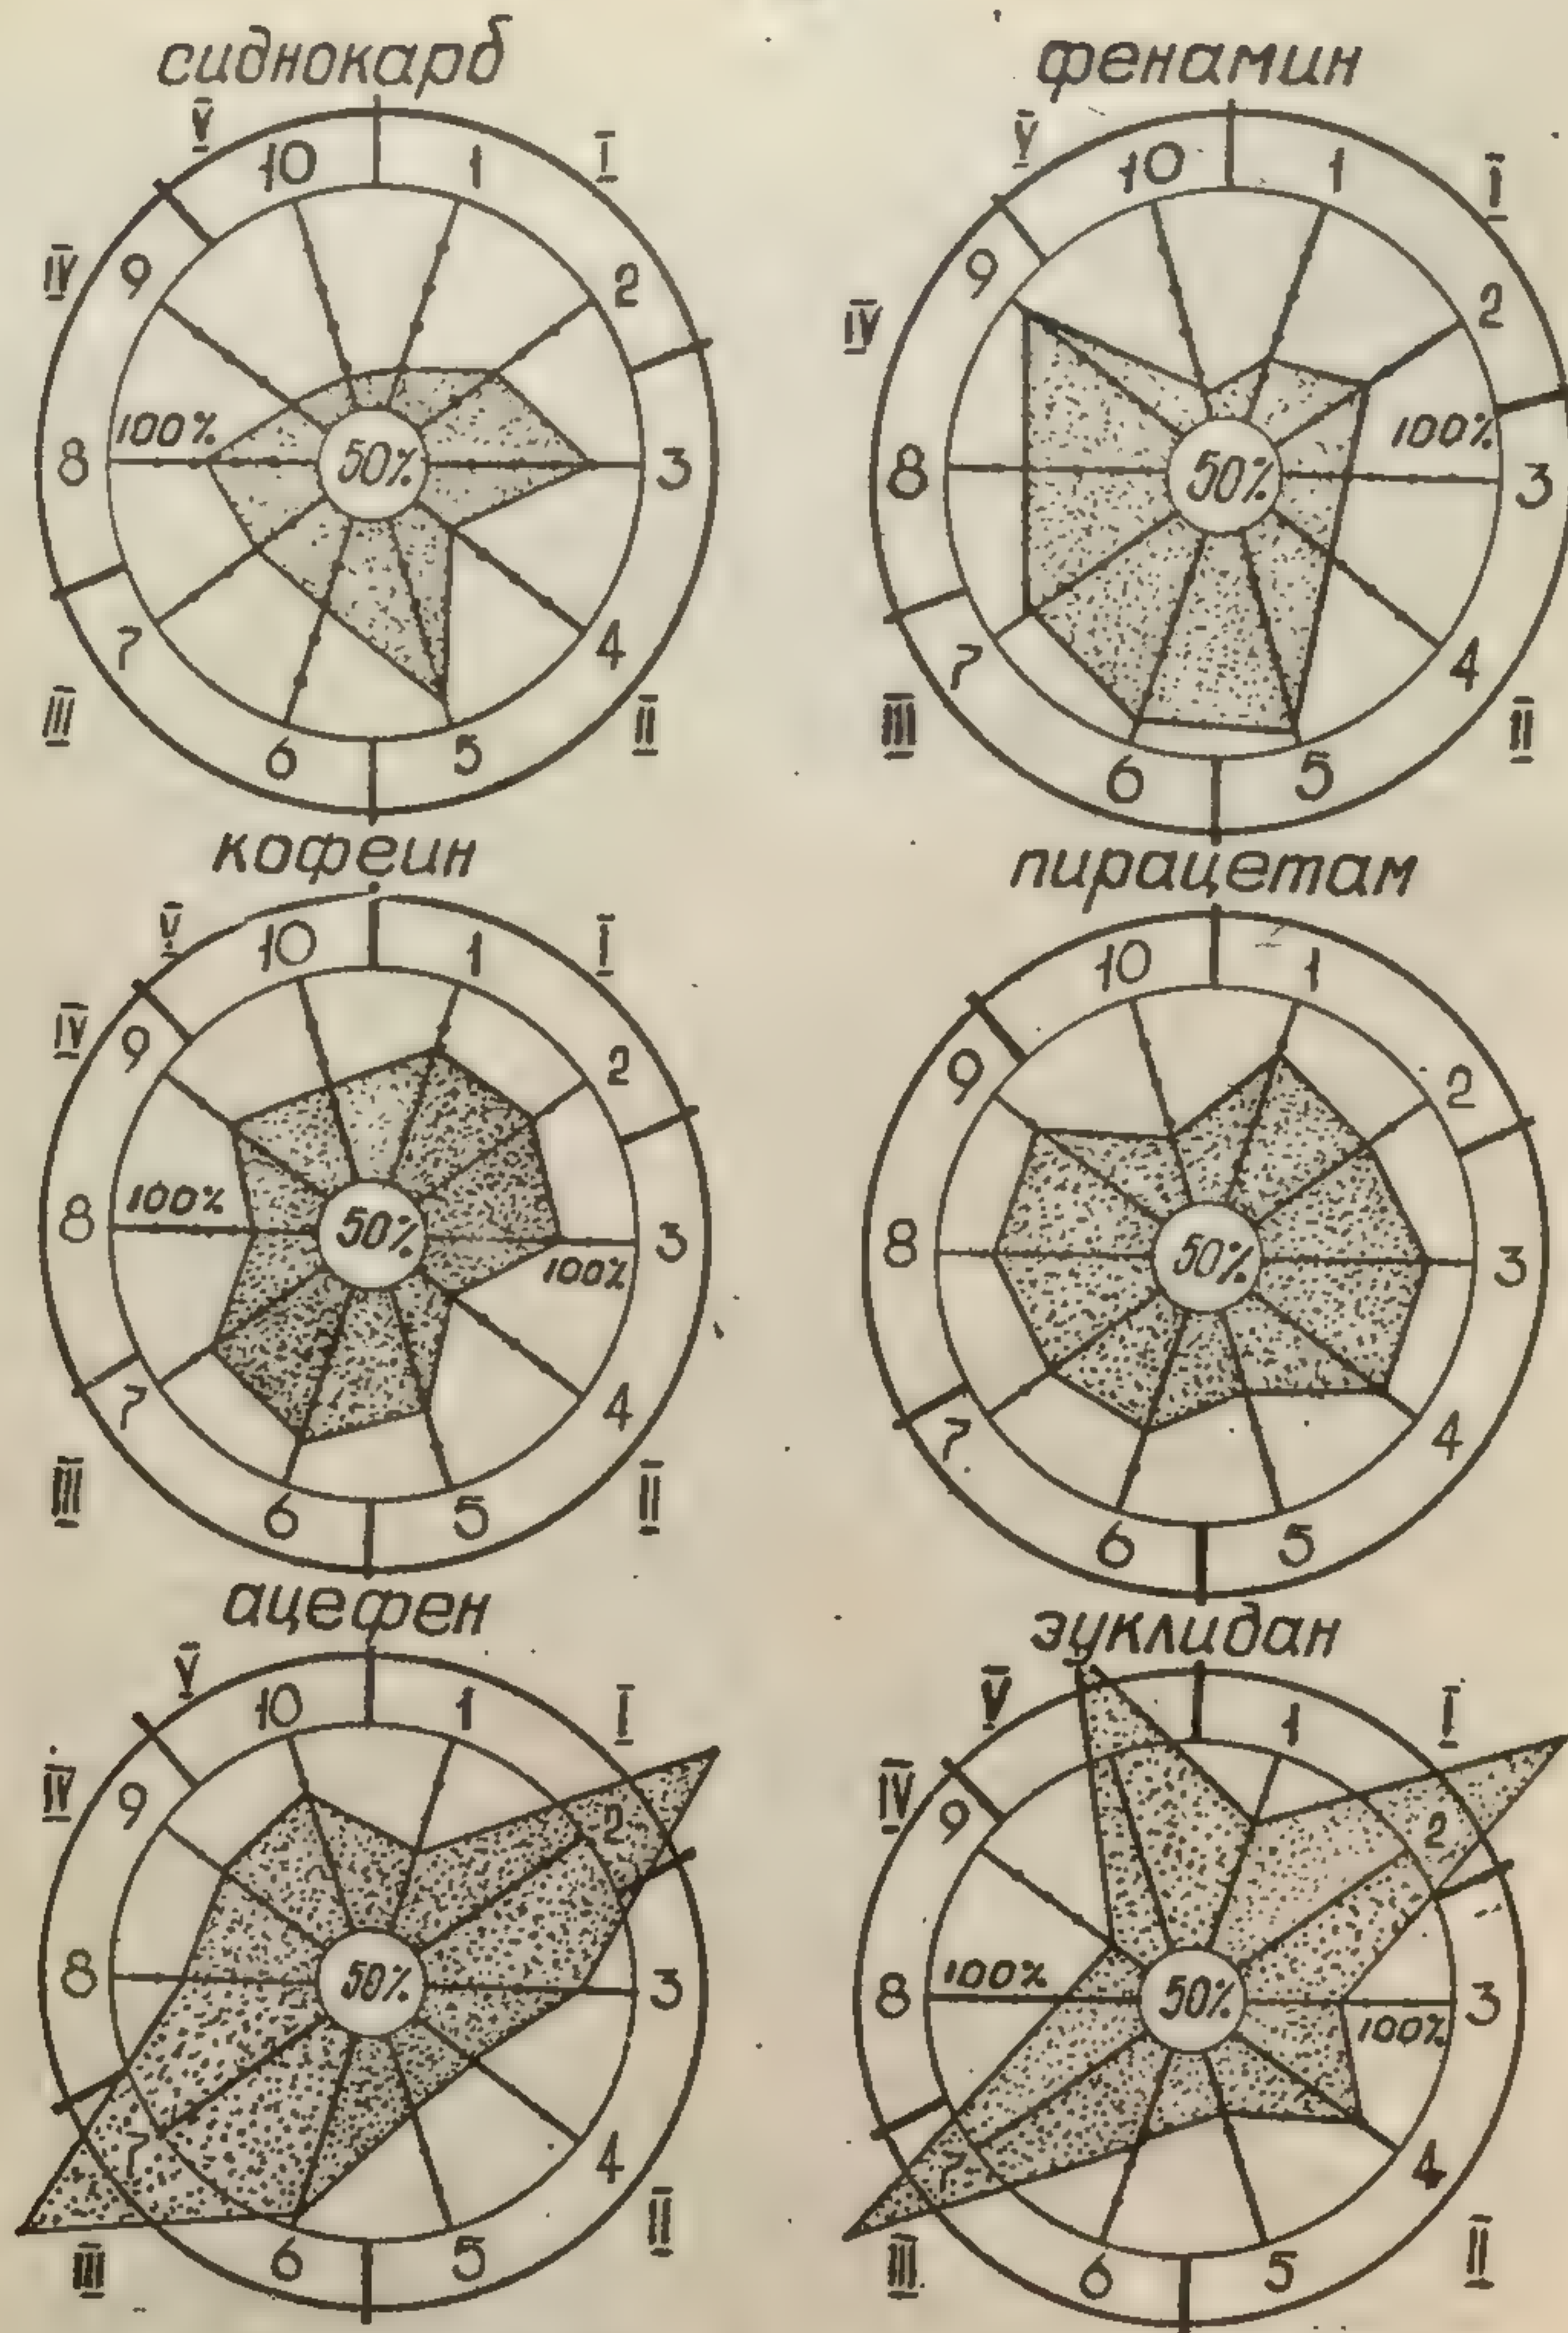 сиднокарб
V 10 1 I
IV 9 2
8 100% 50% 3
7 4
III 6 5 II
фенамин
V 10 1 I
IV 9 2
8 50% 100% 3
7 4
III 6 5 II
кофеин
V 10 1 I
IV 9 2
8 100% 50% 100% 3
7 4
III 6 5 II
пирацетам
10 1
9 2
8 50% 3
7 4
6 5
ацефен
V 10 1 I
IV 9 2
8 50% 3
7 4
III 6 5 II
эуклидан
V 1 I
IV 9 2
8 100% 50% 100% 3
7 4
III 6 5 II